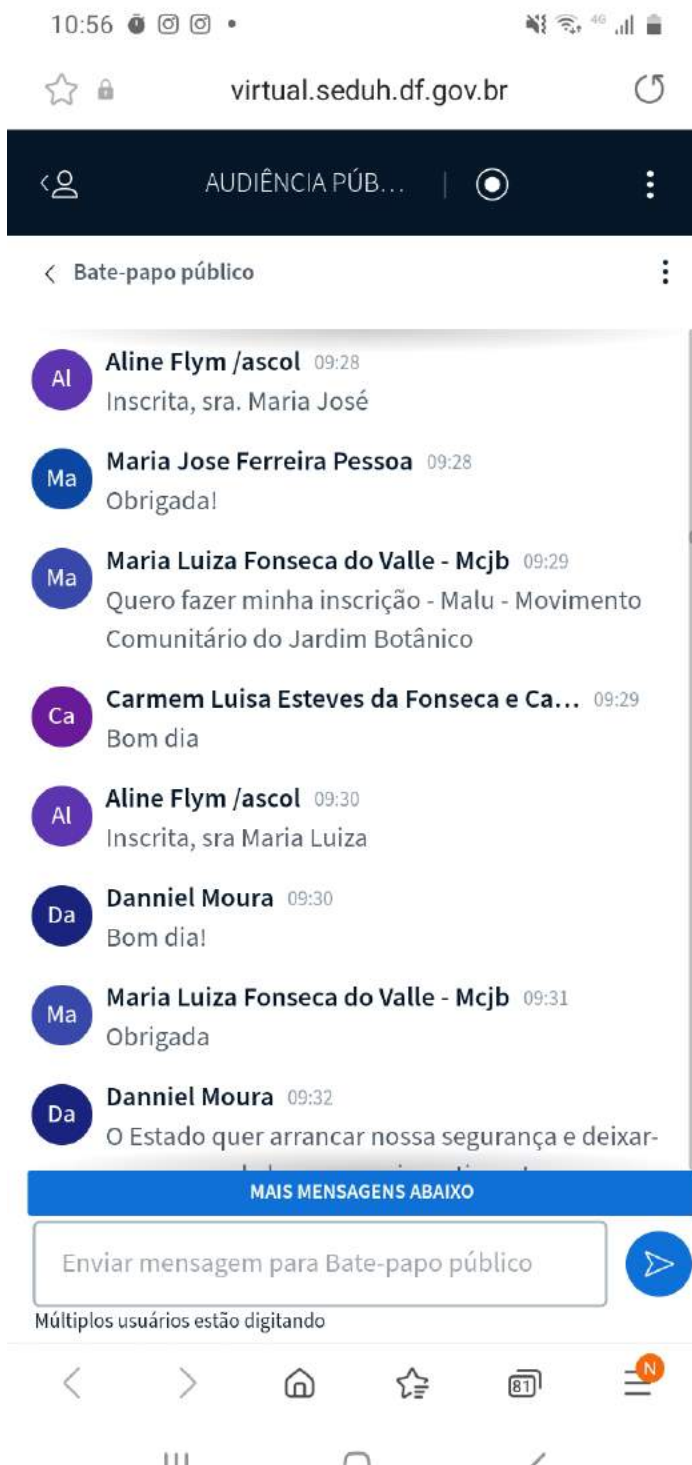 10:56
4G
virtual.seduh.df.gov.br
AUDIÊNCIA PÚB...
Bate-papo público
Al
Aline Flym /ascol 09:28
Inscrita, sra. Maria José
Ma
Maria Jose Ferreira Pessoa 09:28
Obrigada!
Ma
Maria Luiza Fonseca do Valle - Mcjb 09:29
Quero fazer minha inscrição - Malu - Movimento
Comunitário do Jardim Botânico
Ca
Carmem Luisa Esteves da Fonseca e Ca... 09:29
Bom dia
Al
Aline Flym /ascol 09:30
Inscrita, sra Maria Luiza
Da
Danniel Moura 09:30
Bom dia!
Ma
Maria Luiza Fonseca do Valle - Mcjb 09:31
Obrigada
Da
Danniel Moura 09:32
O Estado quer arrancar nossa segurança e deixar-
MAIS MENSAGENS ABAIXO
Enviar mensagem para Bate-papo público
Múltiplos usuários estão digitando
81
N